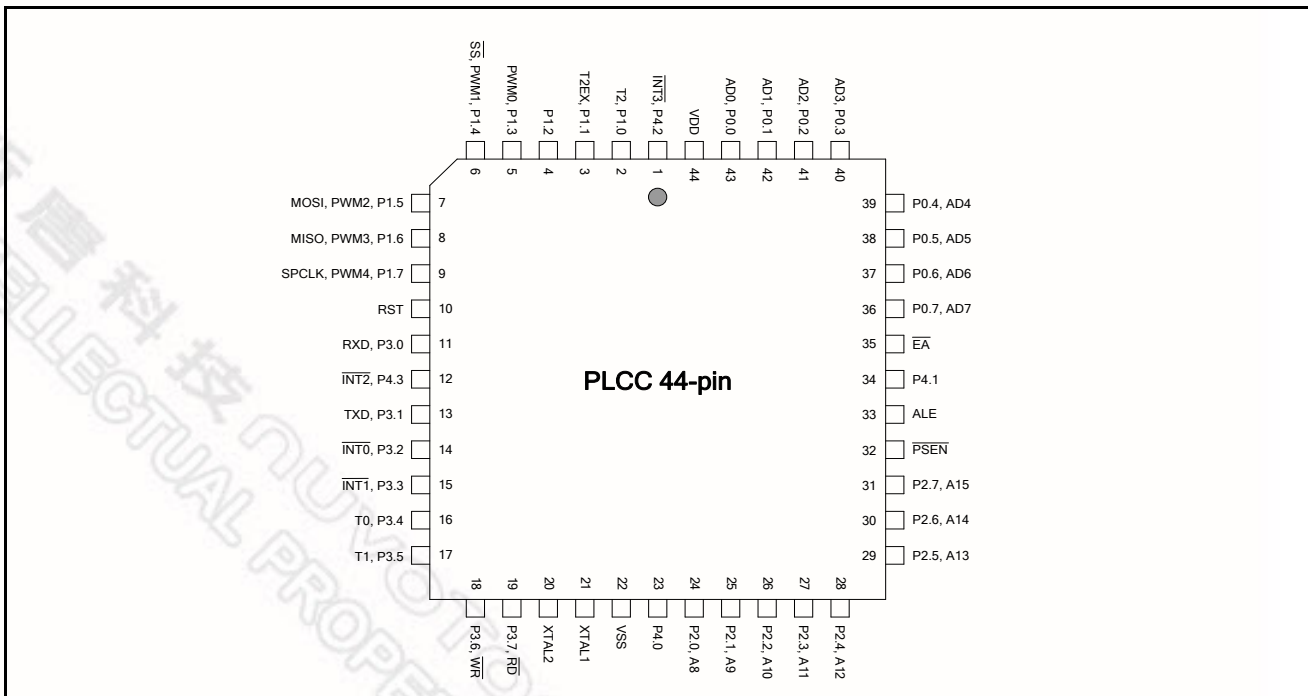 SS, PWM1, P1.4
PWM0, P1.3
P1.2
T2EX, P1.1
T2, P1.0
INT3, P4.2
VDD
AD0, P0.0
AD1, P0.1
AD2, P0.2
AD3, P0.3
6
5
4
3
2
1
44
43
42
41
40
MOSI, PWM2, P1.5 7
MISO, PWM3, P1.6 8
SPCLK, PWM4, P1.7 9
RST 10
RXD, P3.0 11
INT2, P4.3 12
TXD, P3.1 13
INT0, P3.2 14
INT1, P3.3 15
T0, P3.4 16
T1, P3.5 17
PLCC 44-pin
39 P0.4, AD4
38 P0.5, AD5
37 P0.6, AD6
36 P0.7, AD7
35 EA
34 P4.1
33 ALE
32 PSEN
31 P2.7, A15
30 P2.6, A14
29 P2.5, A13
18
19
20
21
22
23
24
25
26
27
28
P3.6, WR
P3.7, RD
XTAL2
XTAL1
VSS
P4.0
P2.0, A8
P2.1, A9
P2.2, A10
P2.3, A11
P2.4, A12
唐科技 nuvoTo
ELLECTUAL PROPE